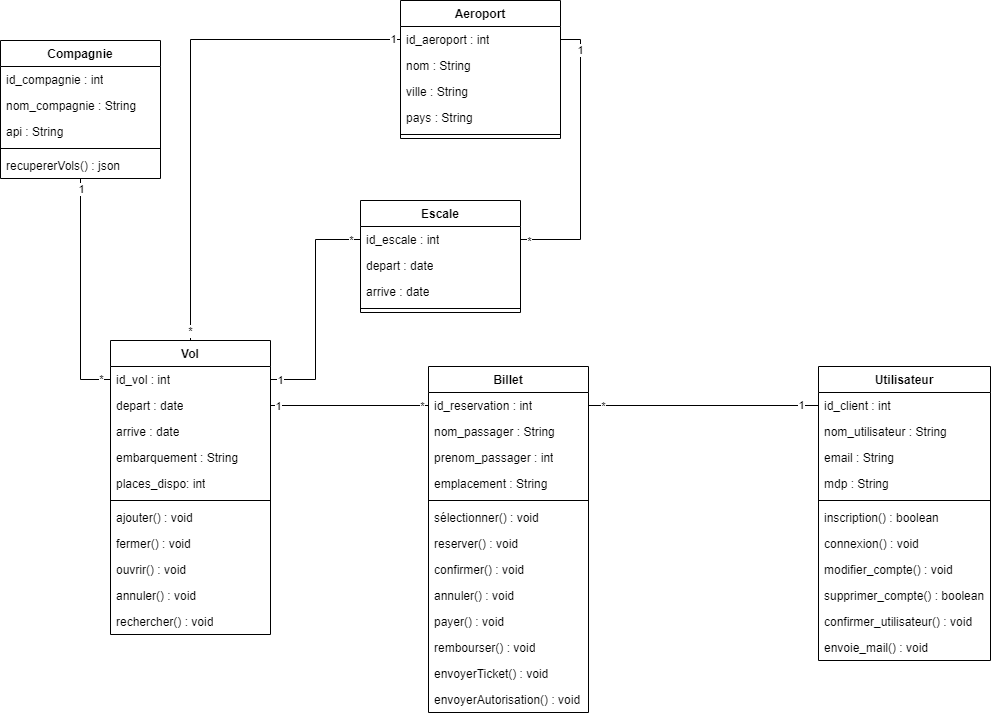 Aeroport
id_aeroport : int
nom : String
ville : String
pays : String
1
1
Compagnie
id_compagnie : int
nom_compagnie : String
api : String
recupererVols() : json
1
Escale
id_escale : int
depart : date
arrive : date
*
*
*
Vol
id_vol : int
depart : date
arrive : date
embarquement : String
places_dispo: int
ajouter() : void
fermer() : void
ouvrir() : void
annuler() : void
rechercher() : void
*
1
1
*
Billet
id_reservation : int
nom_passager : String
prenom_passager : int
emplacement : String
sélectionner() : void
reserver() : void
confirmer() : void
annuler() : void
payer() : void
rembourser() : void
envoyerTicket() : void
envoyerAutorisation() : void
*
1
Utilisateur
id_client : int
nom_utilisateur : String
email : String
mdp : String
inscription() : boolean
connexion() : void
modifier_compte() : void
supprimer_compte() : boolean
confirmer_utilisateur() : void
envoie_mail() : void